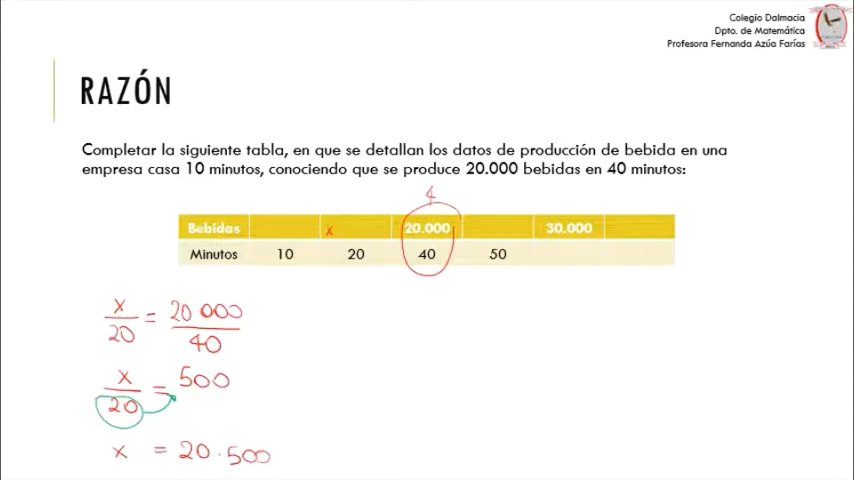 Colegio Dalmacia
Dpto. de Matemática
Profesora Fernanda Azúa Farías
RAZÓN
Completar la siguiente tabla, en que se detallan los datos de producción de bebida en una
empresa casa 10 minutos, conociendo que se produce 20.000 bebidas en 40 minutos:
Bebidas x 20.000 30.000
Minutos 10 20 40 50
x/20 = 20 000/40
x/20 = 500
x = 20 · 500